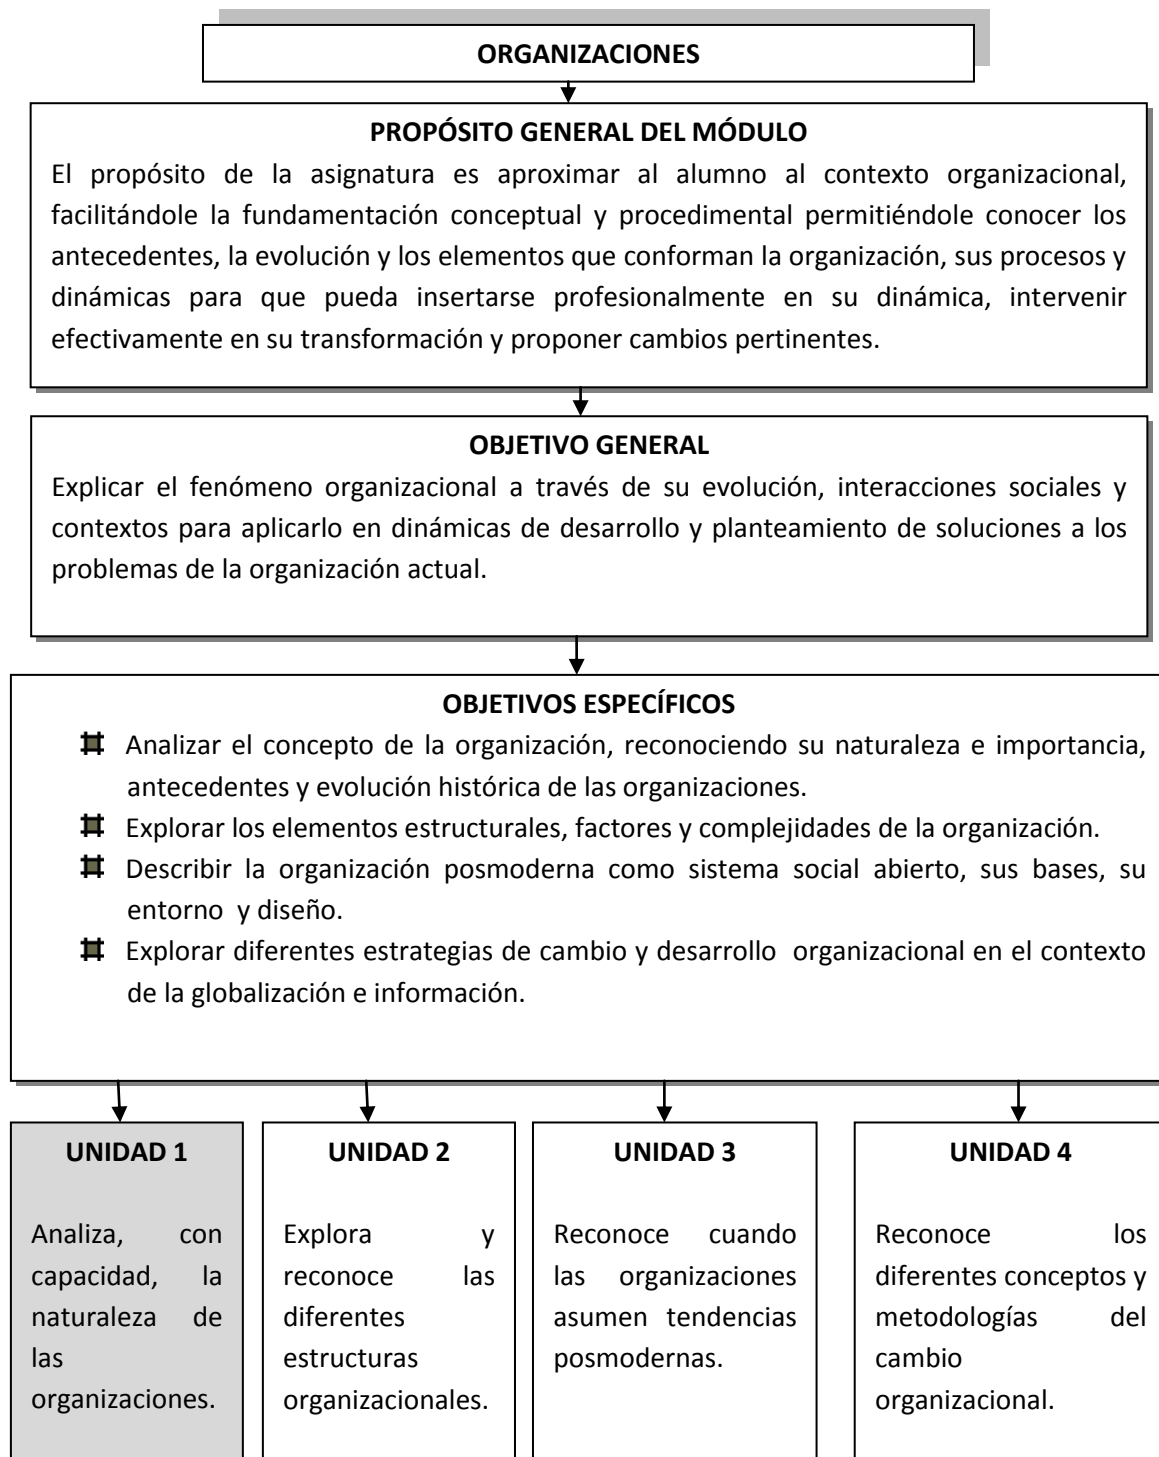 ORGANIZACIONES
PROPÓSITO GENERAL DEL MÓDULO
El propósito de la asignatura es aproximar al alumno al contexto organizacional,
facilitándole la fundamentación conceptual y procedimental permitiéndole conocer los
antecedentes, la evolución y los elementos que conforman la organización, sus procesos y
dinámicas para que pueda insertarse profesionalmente en su dinámica, intervenir
efectivamente en su transformación y proponer cambios pertinentes.
OBJETIVO GENERAL
Explicar el fenómeno organizacional a través de su evolución, interacciones sociales y
contextos para aplicarlo en dinámicas de desarrollo y planteamiento de soluciones a los
problemas de la organización actual.
OBJETIVOS ESPECÍFICOS
Analizar el concepto de la organización, reconociendo su naturaleza e importancia,
antecedentes y evolución histórica de las organizaciones.
Explorar los elementos estructurales, factores y complejidades de la organización.
Describir la organización posmoderna como sistema social abierto, sus bases, su
entorno y diseño.
Explorar diferentes estrategias de cambio y desarrollo organizacional en el contexto
de la globalización e información.
UNIDAD 1
Analiza, con
capacidad, la
naturaleza de
las
organizaciones.
UNIDAD 2
Explora y
reconoce las
diferentes
estructuras
organizacionales.
UNIDAD 3
Reconoce cuando
las organizaciones
asumen tendencias
posmodernas.
UNIDAD 4
Reconoce los
diferentes conceptos y
metodologías del
cambio
organizacional.